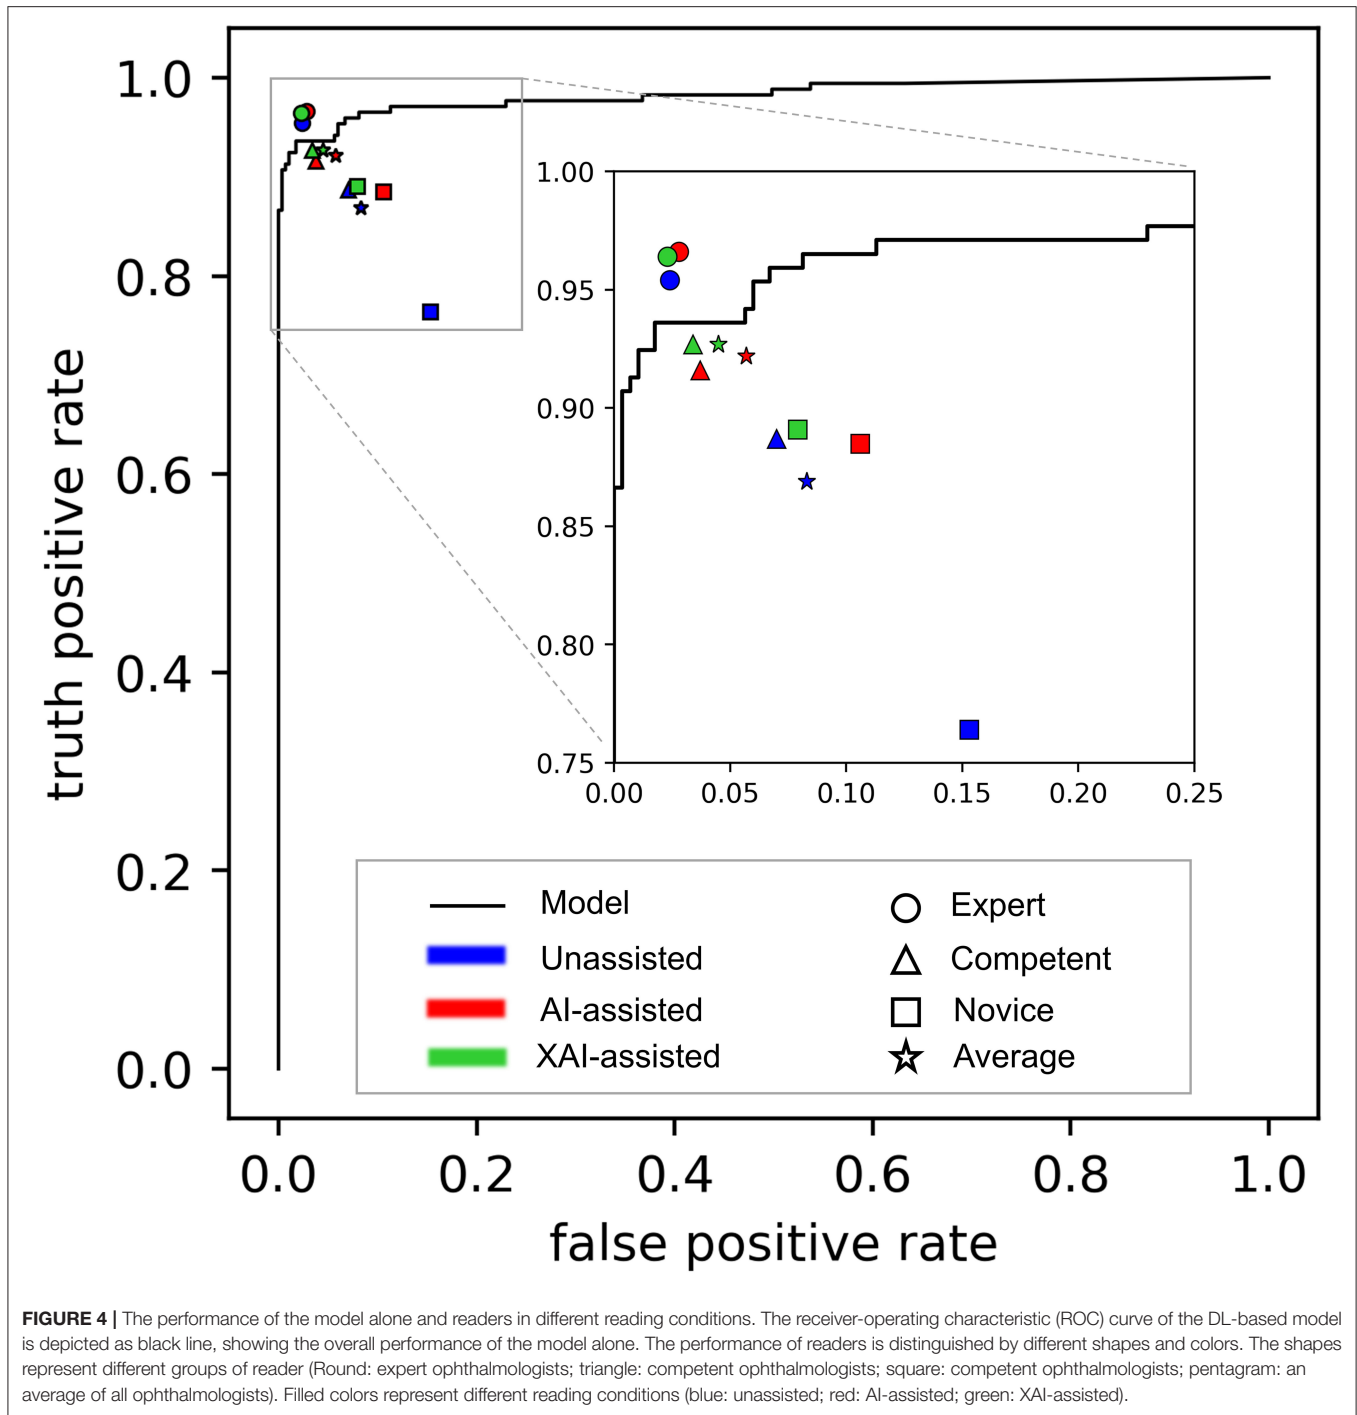 1.0
0.8
0.6
0.4
0.2
0.0
truth positive rate
1.00
0.95
0.90
0.85
0.80
0.75
0.00 0.05 0.10 0.15 0.20 0.25
Model Expert
Unassisted Competent
AI-assisted Novice
XAI-assisted Average
0.0 0.2 0.4 0.6 0.8 1.0
false positive rate
FIGURE 4 | The performance of the model alone and readers in different reading conditions. The receiver-operating characteristic (ROC) curve of the DL-based model
is depicted as black line, showing the overall performance of the model alone. The performance of readers is distinguished by different shapes and colors. The shapes
represent different groups of reader (Round: expert ophthalmologists; triangle: competent ophthalmologists; square: competent ophthalmologists; pentagram: an
average of all ophthalmologists). Filled colors represent different reading conditions (blue: unassisted; red: AI-assisted; green: XAI-assisted).